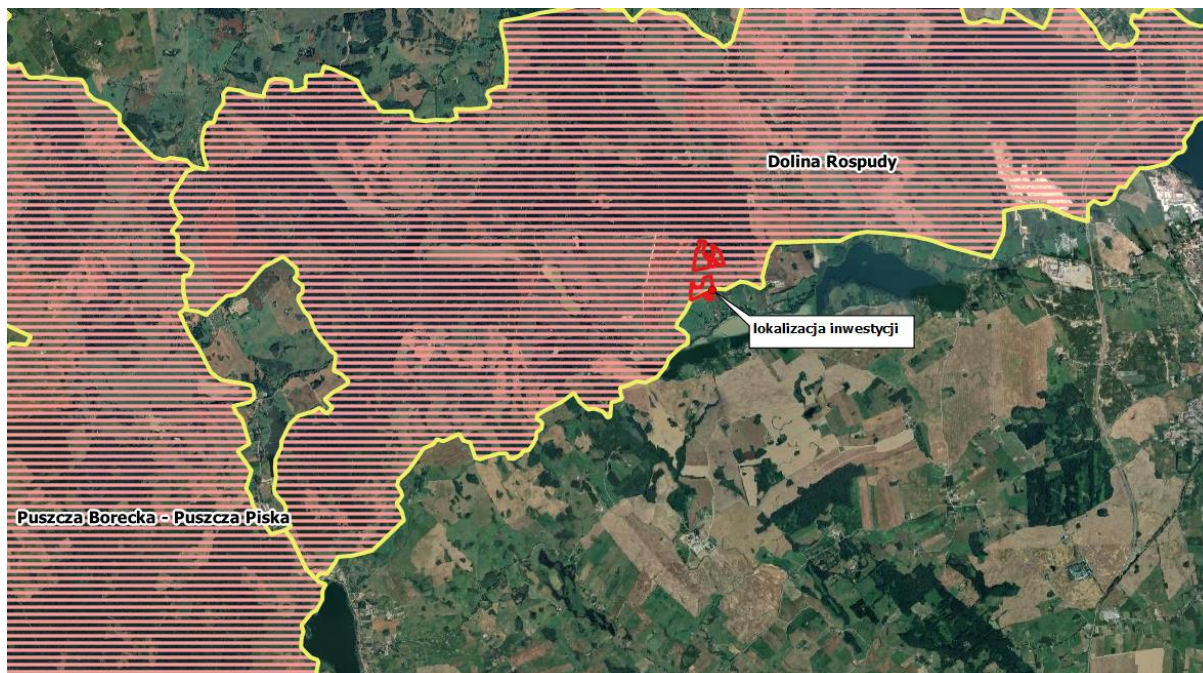 Dolina Rospudy
lokalizacja inwestycji
Puszcza Borecka - Puszcza Piska